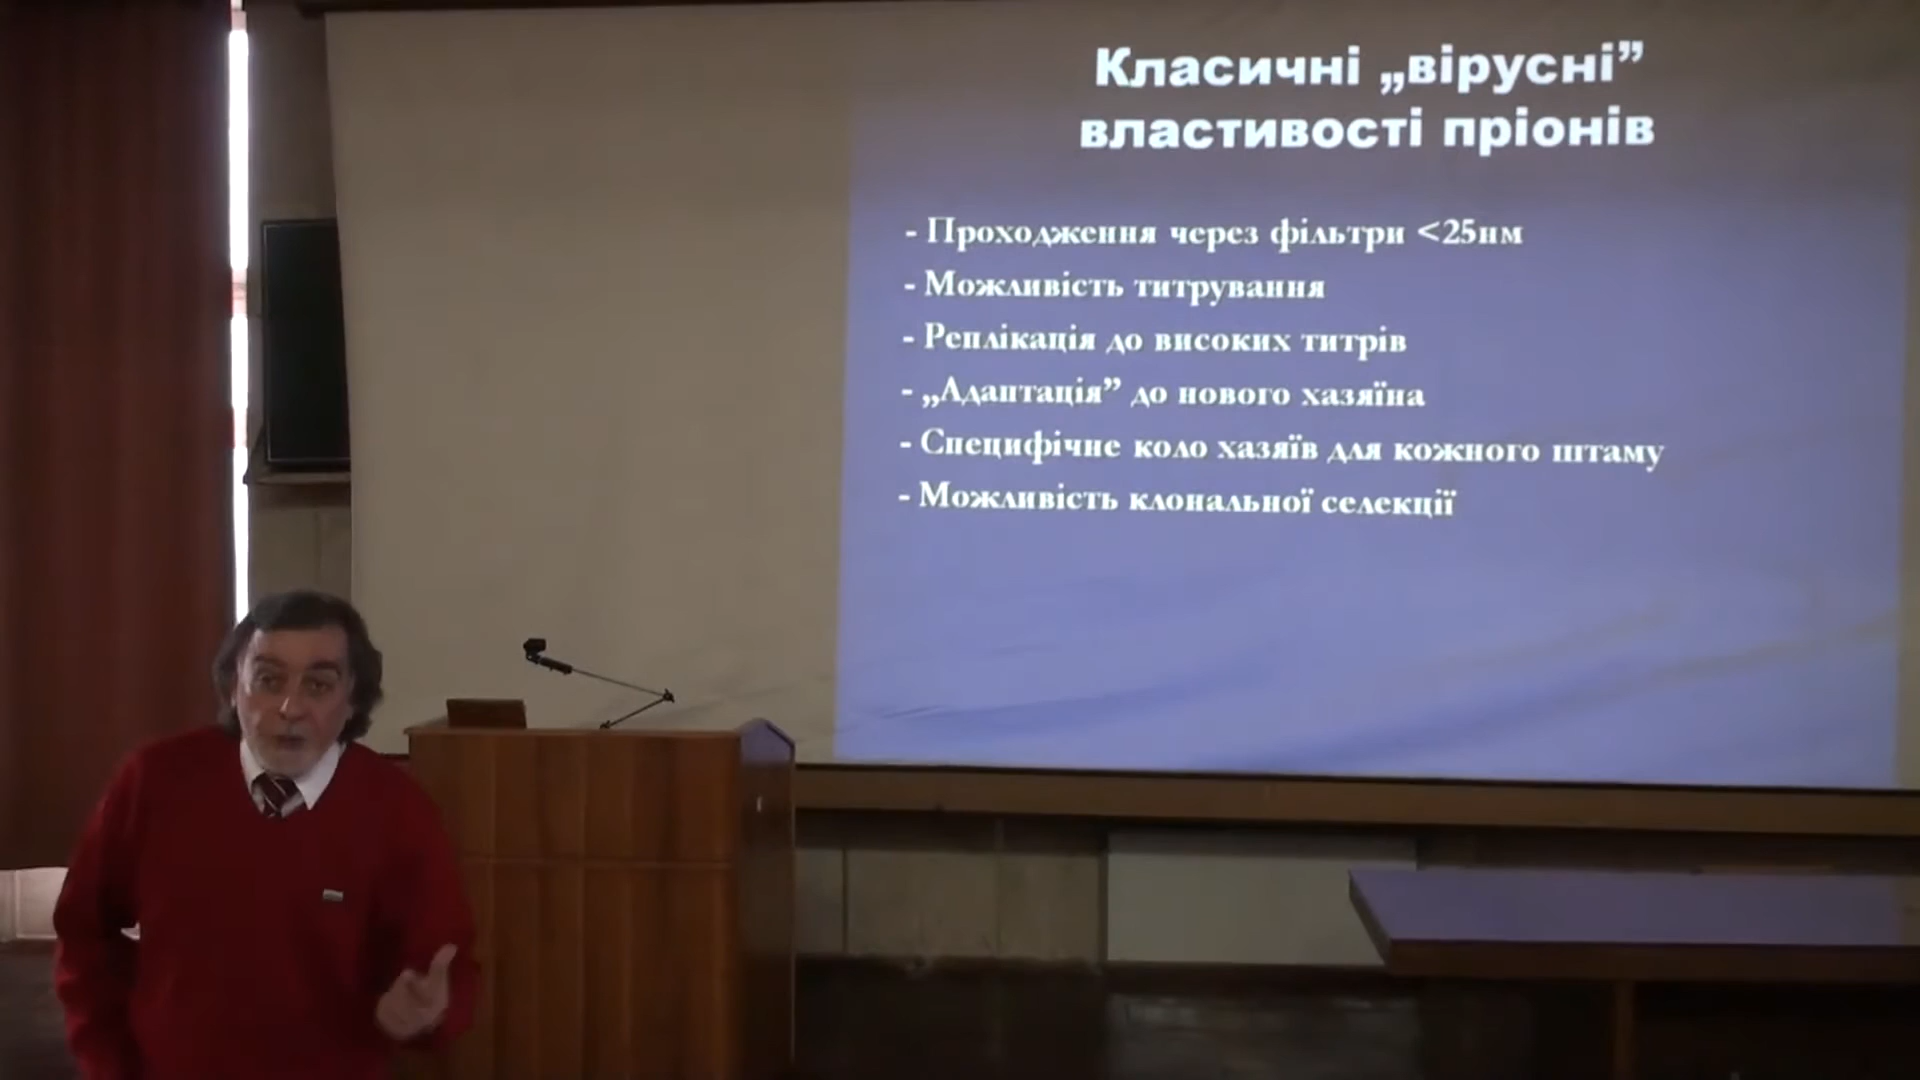 Класичні „вірусні”
властивості пріонів
- Проходження через фільтри <25нм
- Можливість титрування
- Реплікація до високих титрів
- „Адаптація” до нового хазяїна
- Специфічне коло хазяїв для кожного штаму
- Можливість клональної селекції